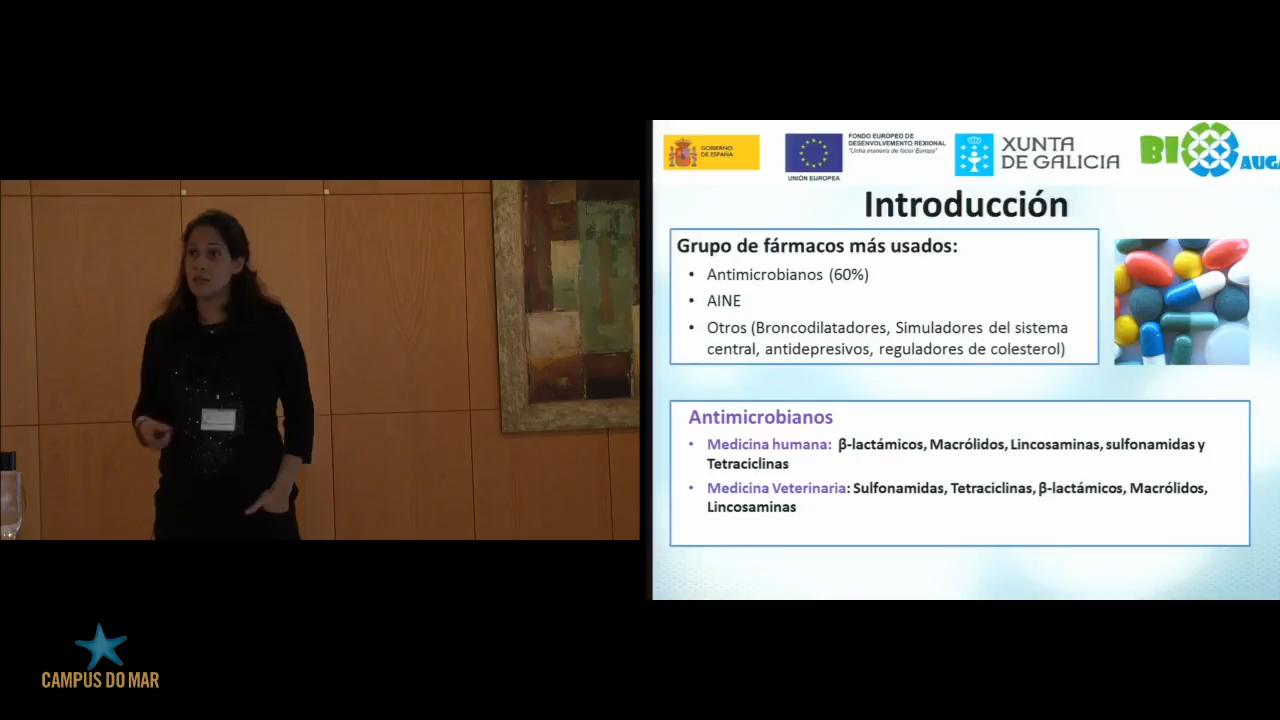 GOBIERNO
DE ESPAÑA
UNIÓN EUROPEA
FONDO EUROPEO DE
DESENVOLVEMENTO REXIONAL
"Unha maneira de facer Europa"
XUNTA
DE GALICIA
BI
AUGA
Introducción
Grupo de fármacos más usados:
• Antimicrobianos (60%)
• AINE
• Otros (Broncodilatadores, Simuladores del sistema
central, antidepresivos, reguladores de colesterol)
Antimicrobianos
• Medicina humana: β-lactámicos, Macrólidos, Lincosaminas, sulfonamidas y
Tetraciclinas
• Medicina Veterinaria: Sulfonamidas, Tetraciclinas, β-lactámicos, Macrólidos,
Lincosaminas
CAMPUS DO MAR